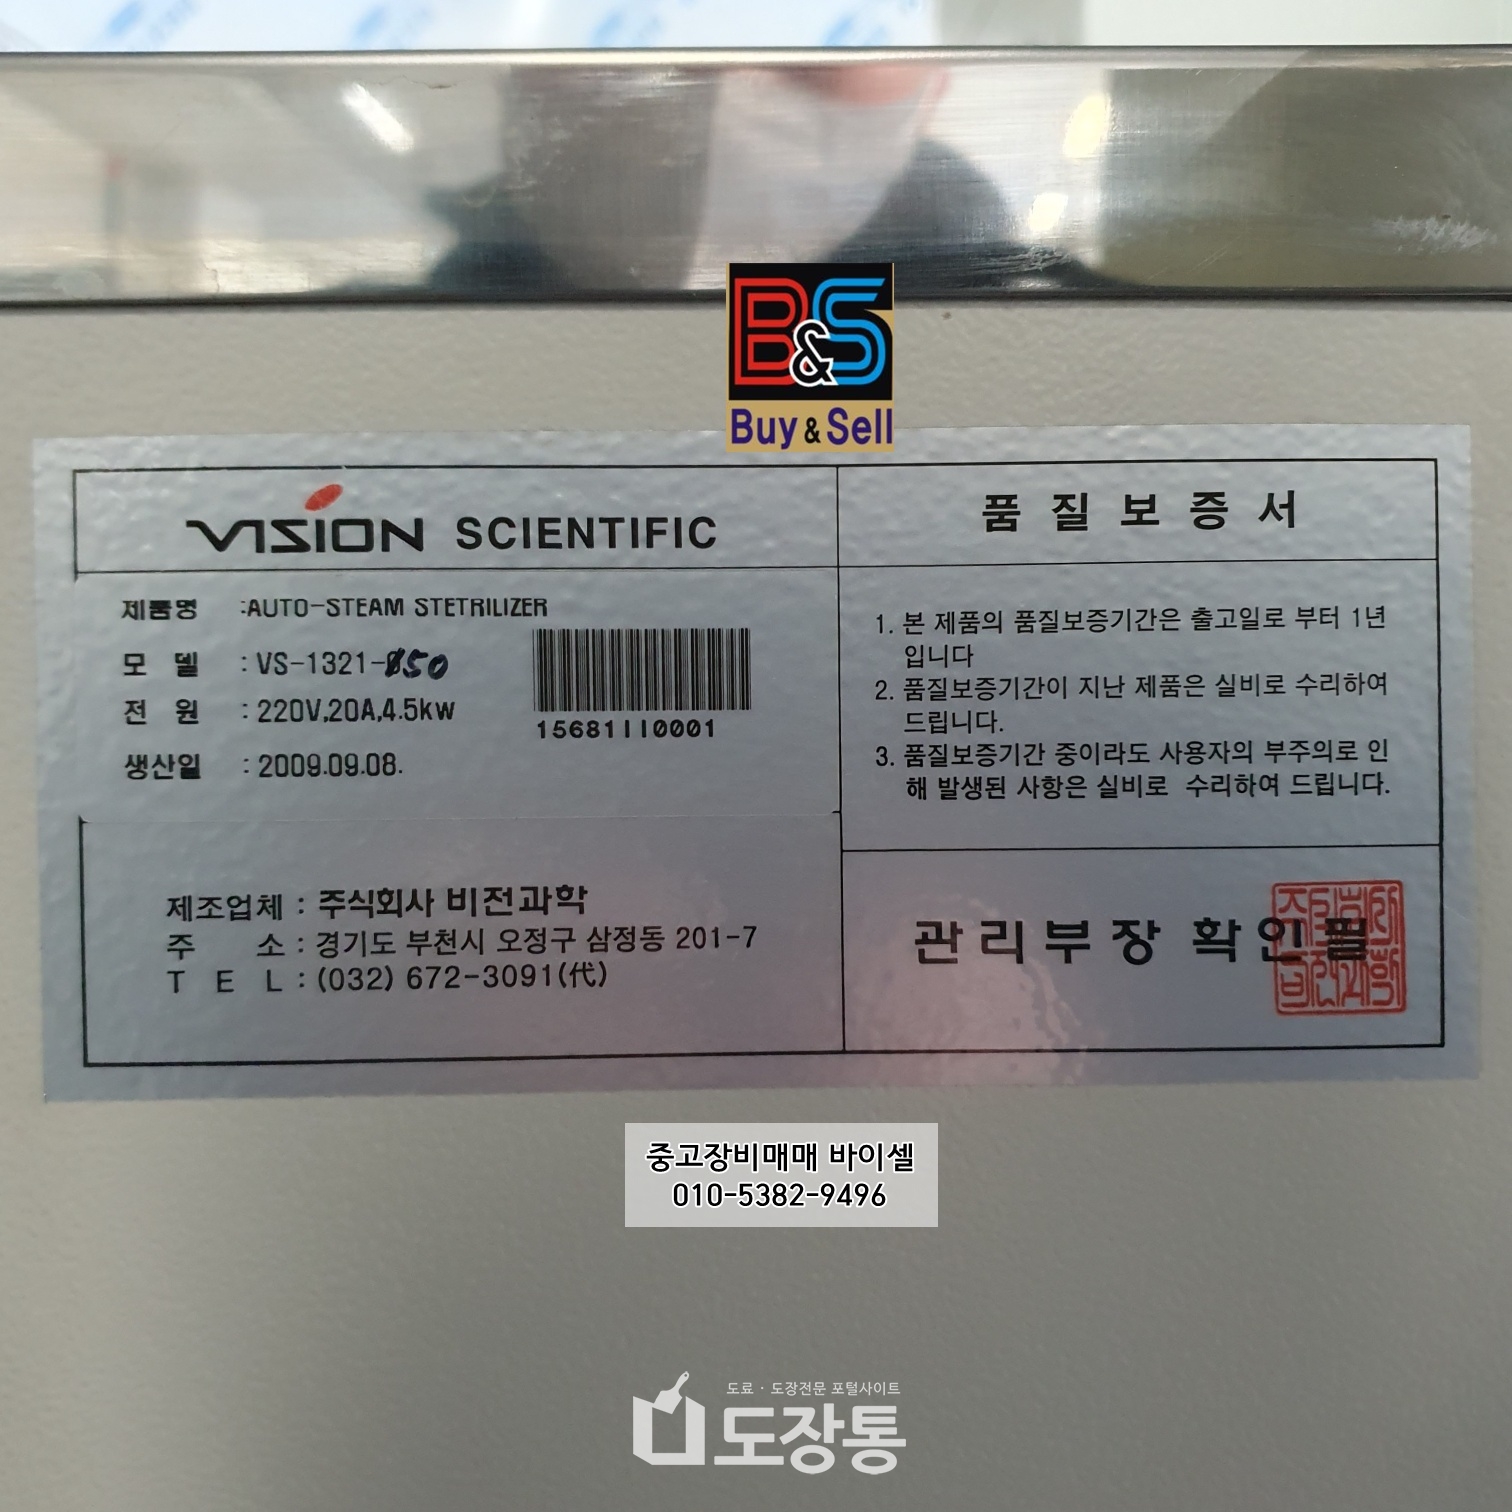 B&S
Buy & Sell
VISION SCIENTIFIC
제품명 :AUTO-STEAM STETRILIZER
모 델 : VS-1321-150
전 원 : 220V,20A,4.5kw
생산일 : 2009.09.08.
15681110001
제조업체 : 주식회사 비전과학
주 소 : 경기도 부천시 오정구 삼정동 201-7
T E L : (032) 672-3091(代)
품 질 보 증 서
1. 본 제품의 품질보증기간은 출고일로 부터 1년
입니다
2. 품질보증기간이 지난 제품은 실비로 수리하여
드립니다.
3. 품질보증기간 중이라도 사용자의 부주의로 인
해 발생된 사항은 실비로 수리하여 드립니다.
관 리 부 장 확 인 필
중고장비매매 바이셀
010-5382-9496
도료 · 도장전문 포털사이트
도장통